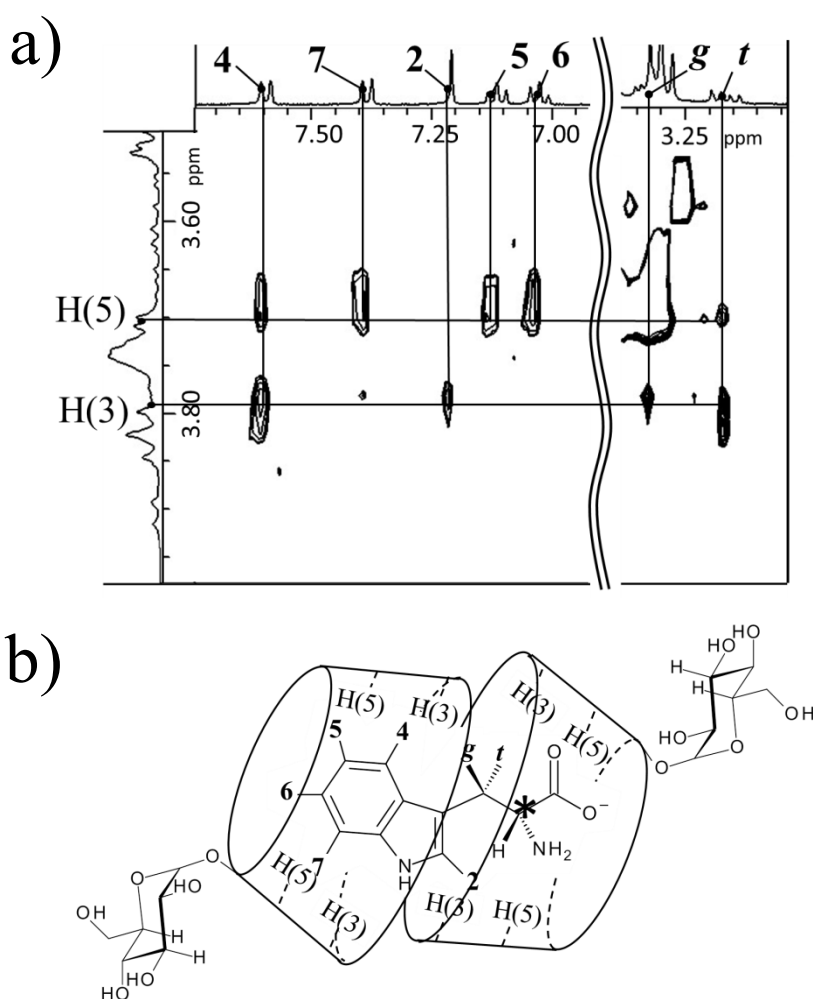 a)
4 7 2 5 6 g t
7.50 7.25 7.00 3.25 ppm
ppm
3.60
H(5)
H(3)
3.80
b)
HO
HO OH
H
H
OH
HO
O
O
H(5) H(3) H(3) H(5)
5 4 g t
O
6
*
O⁻
H NH₂
7
N
H
2
H(5) H(3) H(3) H(5)
O
O
HO
OH
H
H
HO
HO